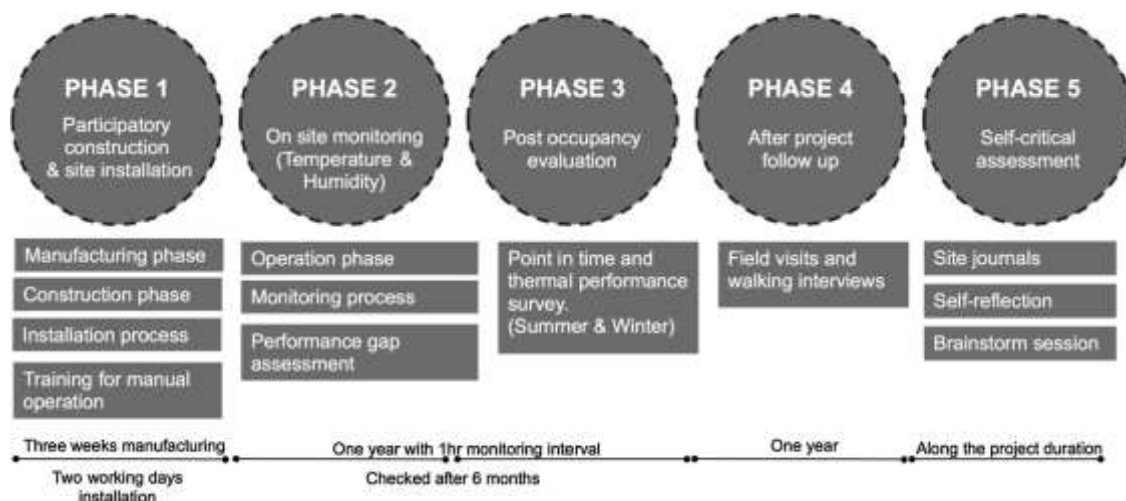 PHASE 1
Participatory
construction
& site installation
PHASE 2
On site monitoring
(Temperature &
Humidity)
PHASE 3
Post occupancy
evaluation
PHASE 4
After project
follow up
PHASE 5
Self-critical
assessment
Manufacturing phase
Construction phase
Installation process
Training for manual
operation
Operation phase
Monitoring process
Performance gap
assessment
Point in time and
thermal performance
survey.
(Summer & Winter)
Field visits and
walking interviews
Site journals
Self-reflection
Brainstorm session
Three weeks manufacturing
Two working days
installation
One year with 1hr monitoring interval
Checked after 6 months
One year
Along the project duration